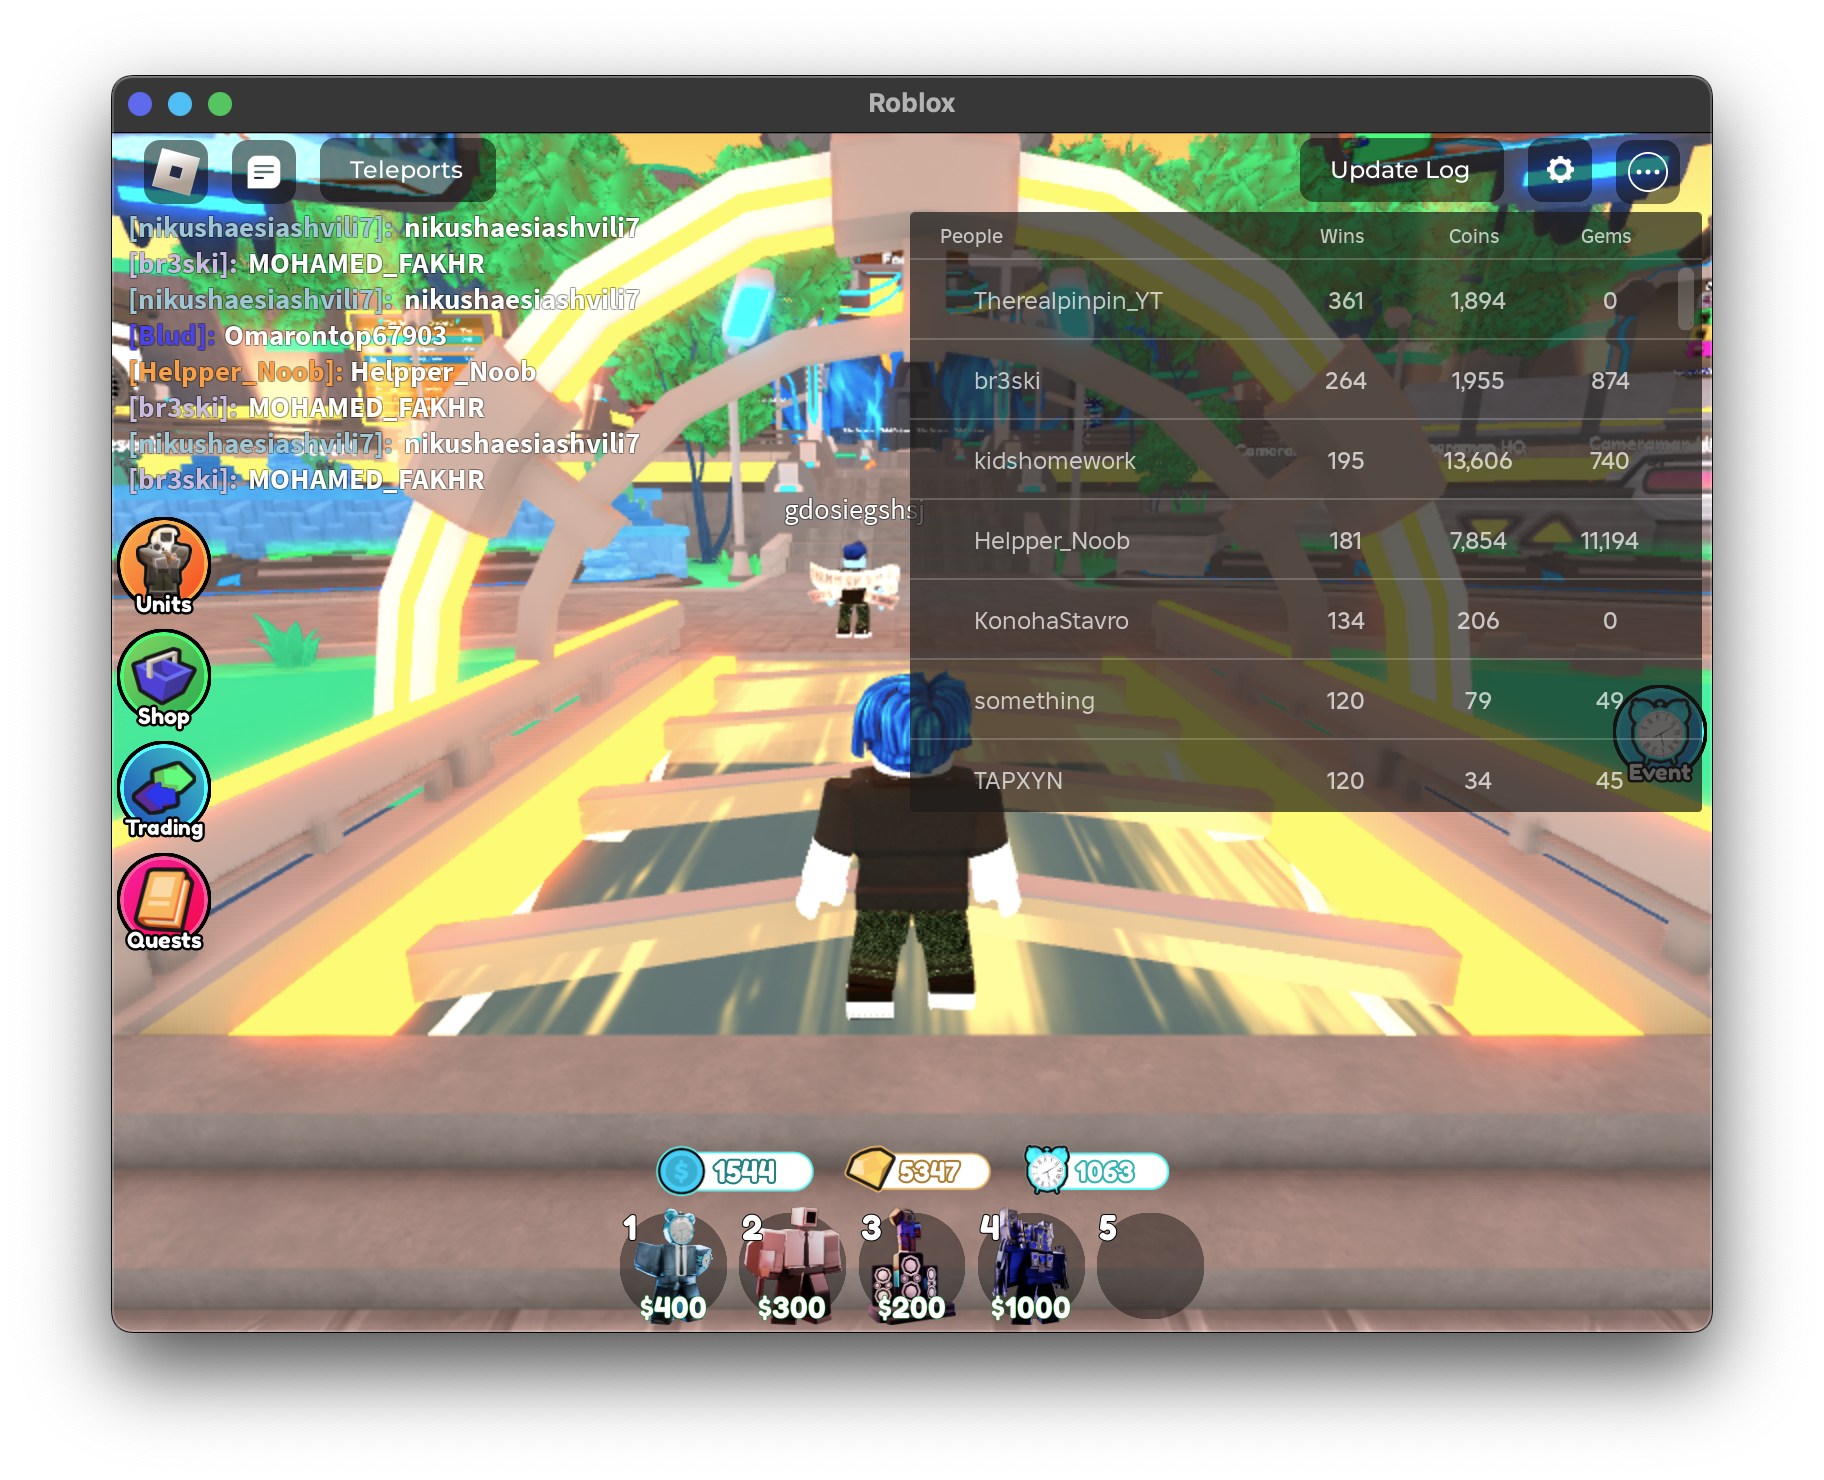 Roblox
Teleports
Update Log
[nikushaesiashvili7]: nikushaesiashvili7
[br3ski]: MOHAMED_FAKHR
[nikushaesiashvili7]: nikushaesiashvili7
[Blud]: Omarontop67903
[Helpper_Noob]: Helpper_Noob
[br3ski]: MOHAMED_FAKHR
[nikushaesiashvili7]: nikushaesiashvili7
[br3ski]: MOHAMED_FAKHR
People Wins Coins Gems
Therealpinpin_YT 361 1,894 0
br3ski 264 1,955 874
kidshomework 195 13,606 740
Helpper_Noob 181 7,854 11,194
KonohaStavro 134 206 0
something 120 79 49
TAPXYN 120 34 45
gdosiegshsj
Units
Shop
Trading
Quests
Event
1544
5347
1063
1 2 3 4 5
$400 $300 $200 $1000